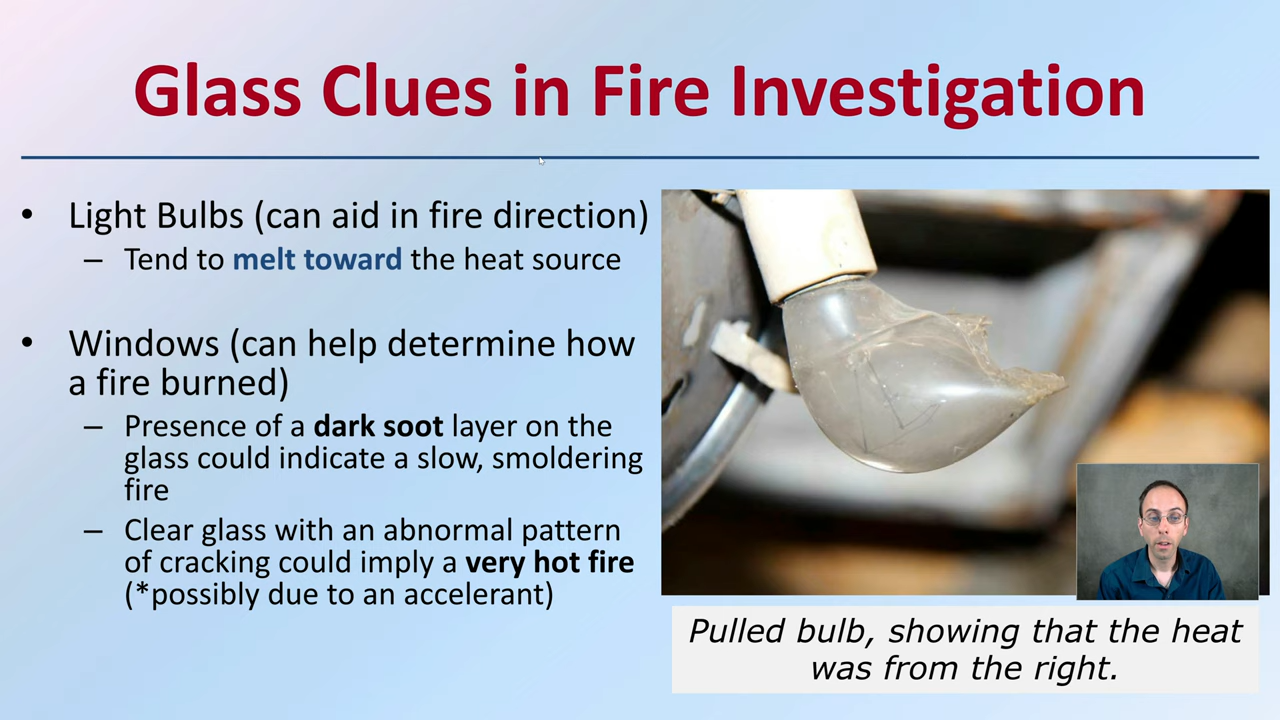 Glass Clues in Fire Investigation
• Light Bulbs (can aid in fire direction)
– Tend to melt toward the heat source
• Windows (can help determine how
a fire burned)
– Presence of a dark soot layer on the
glass could indicate a slow, smoldering
fire
– Clear glass with an abnormal pattern
of cracking could imply a very hot fire
(*possibly due to an accelerant)
Pulled bulb, showing that the heat
was from the right.